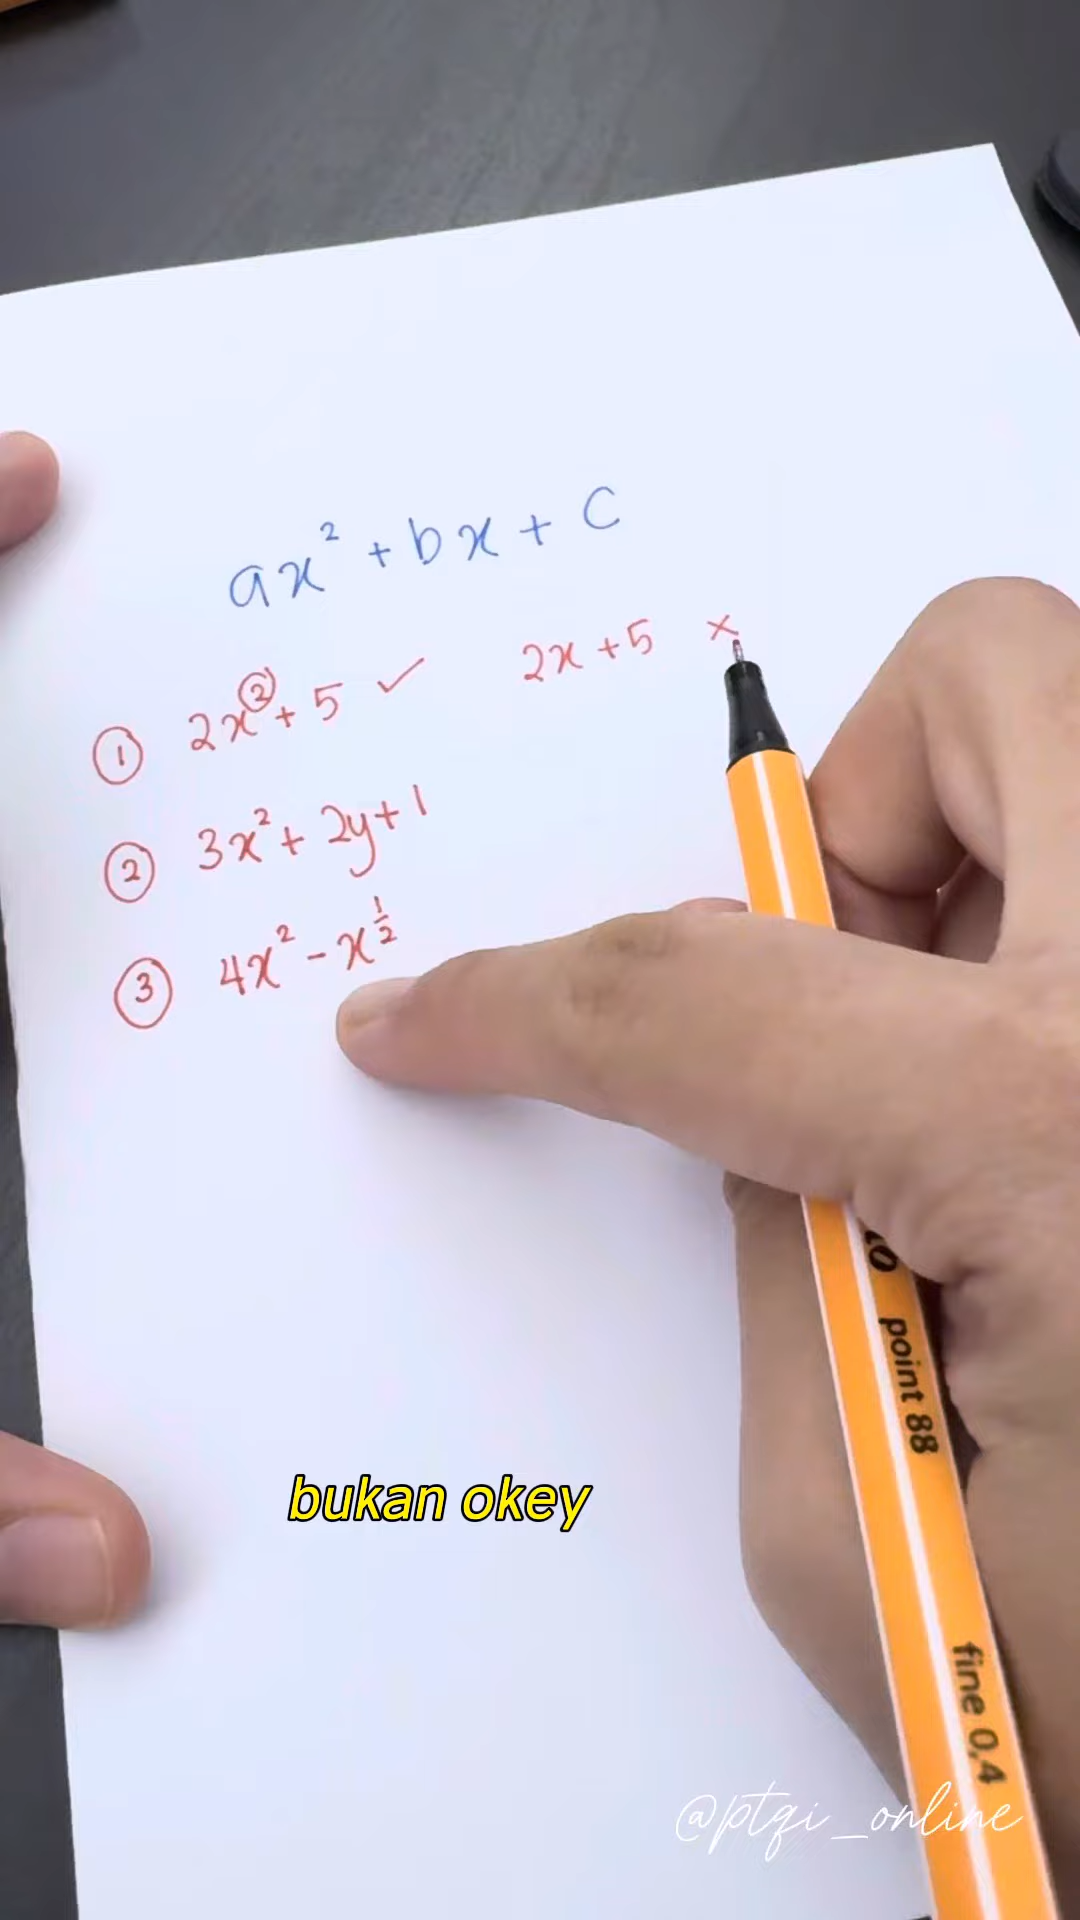 ax² + bx + c
① 2x² + 5 ✓ 2x + 5 ×
② 3x² + 2y + 1
③ 4x² - x^½
point 88
fine 0,4
bukan okey
@ptqi_online